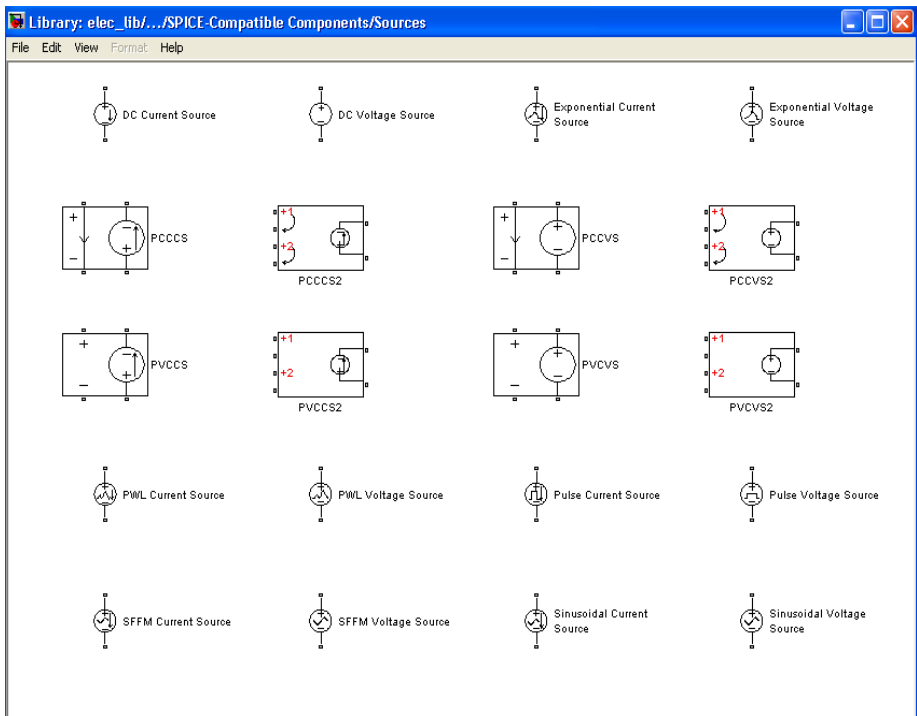 Library: elec_lib/.../SPICE-Compatible Components/Sources
File Edit View Format Help
DC Current Source
DC Voltage Source
Exponential Current
Source
Exponential Voltage
Source
PCCCS
+1
+2
PCCCS2
PCCVS
+1
+2
PCCVS2
PVCCS
+1
+2
PVCCS2
PVCVS
+1
+2
PVCVS2
PWL Current Source
PWL Voltage Source
Pulse Current Source
Pulse Voltage Source
SFFM Current Source
SFFM Voltage Source
Sinusoidal Current
Source
Sinusoidal Voltage
Source